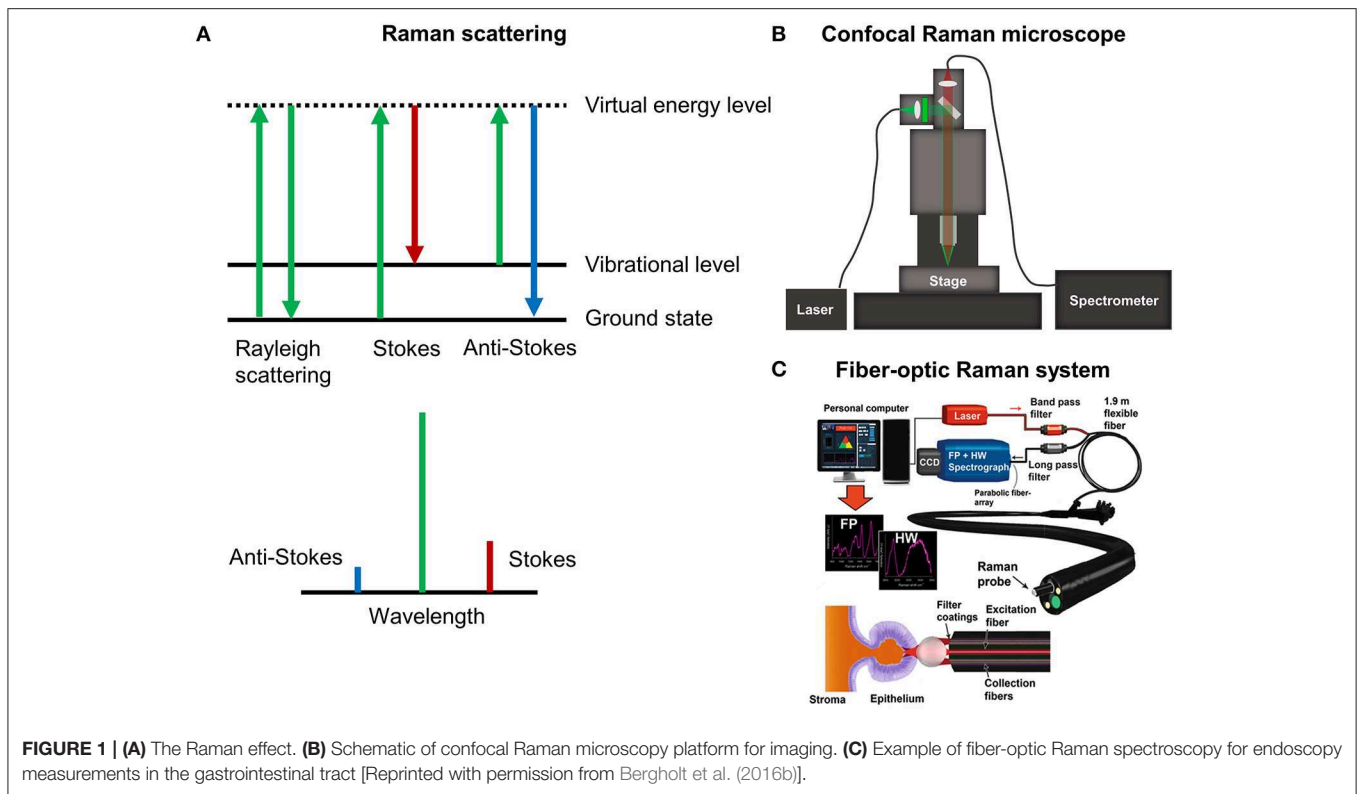 A
Raman scattering
Virtual energy level
Vibrational level
Ground state
Rayleigh
scattering
Stokes
Anti-Stokes
Anti-Stokes
Stokes
Wavelength
B
Confocal Raman microscope
Stage
Laser
Spectrometer
C
Fiber-optic Raman system
Personal computer
Laser
Band pass
filter
1.9 m
flexible
fiber
CCD
FP + HW
Spectrograph
Long pass
filter
Parabolic fiber-
array
FP
HW
Raman
probe
Filter
coatings
Excitation
fiber
Collection
fibers
Stroma
Epithelium
FIGURE 1 | (A) The Raman effect. (B) Schematic of confocal Raman microscopy platform for imaging. (C) Example of fiber-optic Raman spectroscopy for endoscopy
measurements in the gastrointestinal tract [Reprinted with permission from Bergholt et al. (2016b)].